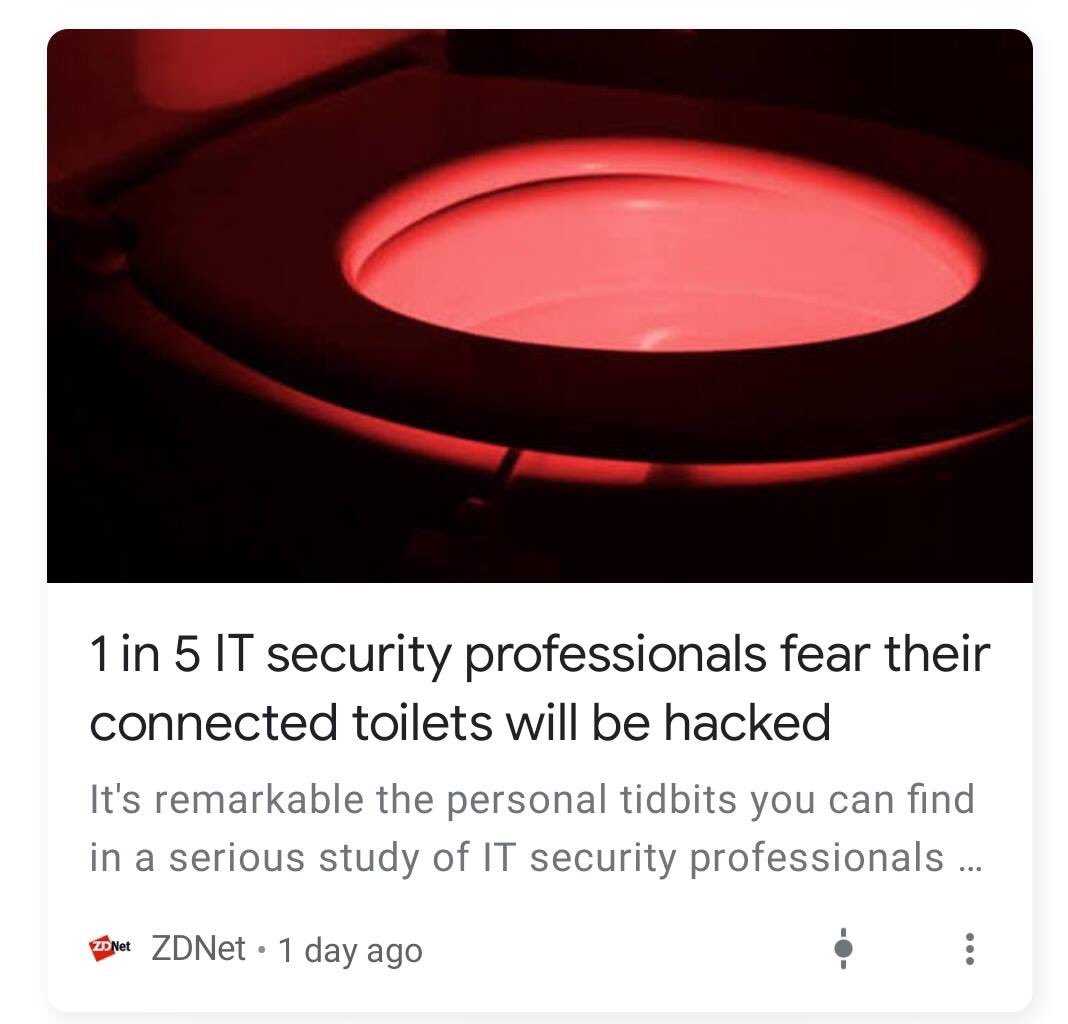 1 in 5 IT security professionals fear their
connected toilets will be hacked
It's remarkable the personal tidbits you can find
in a serious study of IT security professionals ...
ZDNet ZDNet • 1 day ago